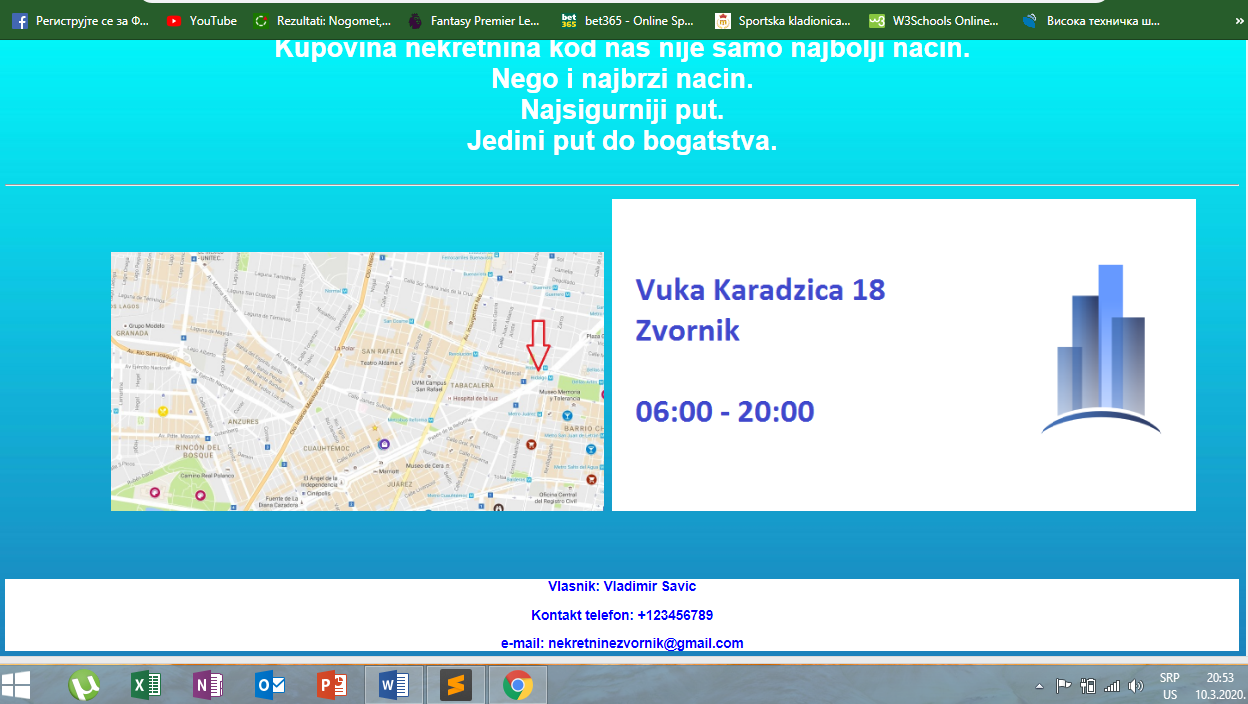 Региструјте се за Ф...
YouTube
Rezultati: Nogomet,...
Fantasy Premier Le...
bet365 - Online Sp...
Sportska kladionica...
W3Schools Online...
Висока техничка ш...
»
Kupovina nekretnina kod nas nije samo najbolji nacin.
Nego i najbrzi nacin.
Najsigurniji put.
Jedini put do bogatstva.
Grupo Modelo
GRANADA
La Polar
SAN RAFAEL
Teatro Aldama
UVM Campus
San Rafael
TABACALERA
Hospital de la Luz
Museo Memoria
y Tolerancia
ANZURES
CUAUHTÉMOC
BARRIO CH
RINCÓN DEL
BOSQUE
Museo de Cera
Marriott
El Ángel de la
Independencia
Cinépolis
JUÁREZ
Fuente de La
Diana Cazadora
Oficina Central
del Registro Civil
Vuka Karadzica 18
Zvornik
06:00 - 20:00
Vlasnik: Vladimir Savic
Kontakt telefon: +123456789
e-mail: nekretninezvornik@gmail.com
SRP
US
20:53
10.3.2020.